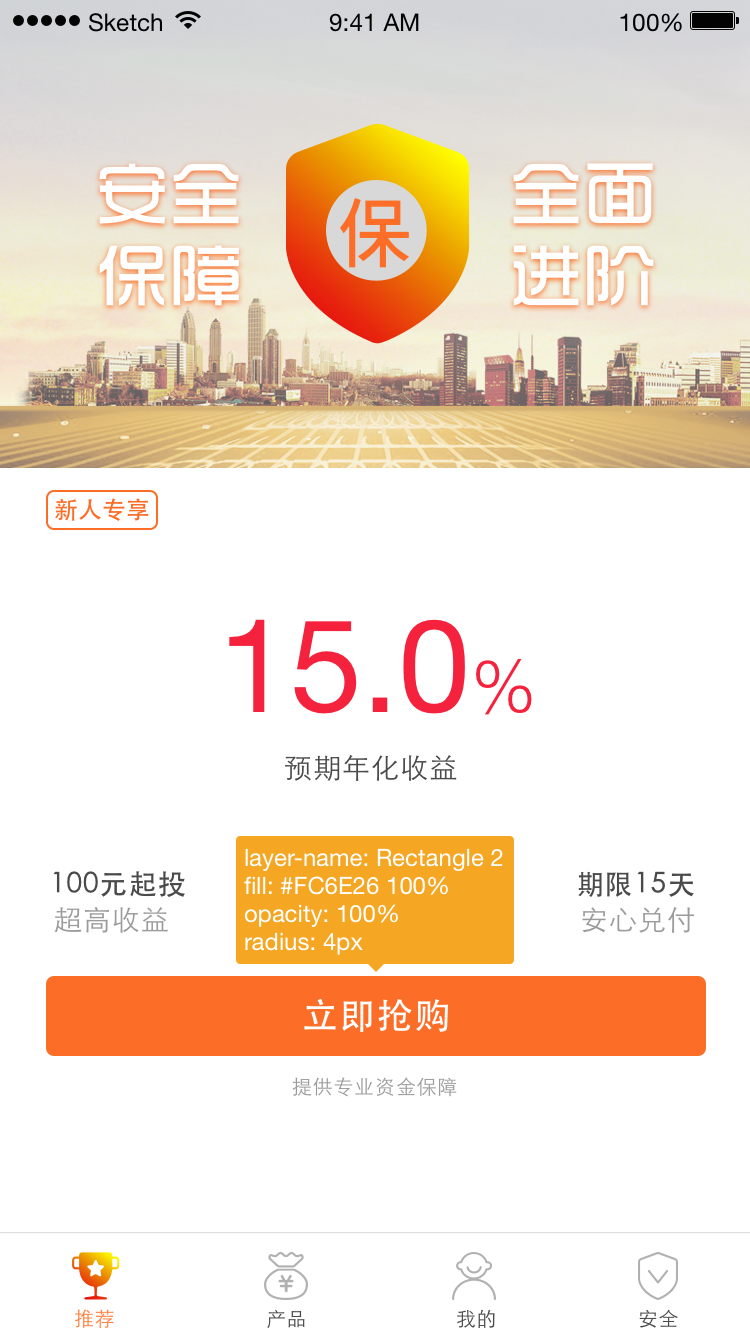 Sketch 9:41 AM 100%
安全 全面
保
保障 进阶
新人专享
15.0%
预期年化收益
layer-name: Rectangle 2
fill: #FC6E26 100%
opacity: 100%
radius: 4px
100元起投 期限15天
超高收益 安心兑付
立即抢购
提供专业资金保障
¥
推荐 产品 我的 安全